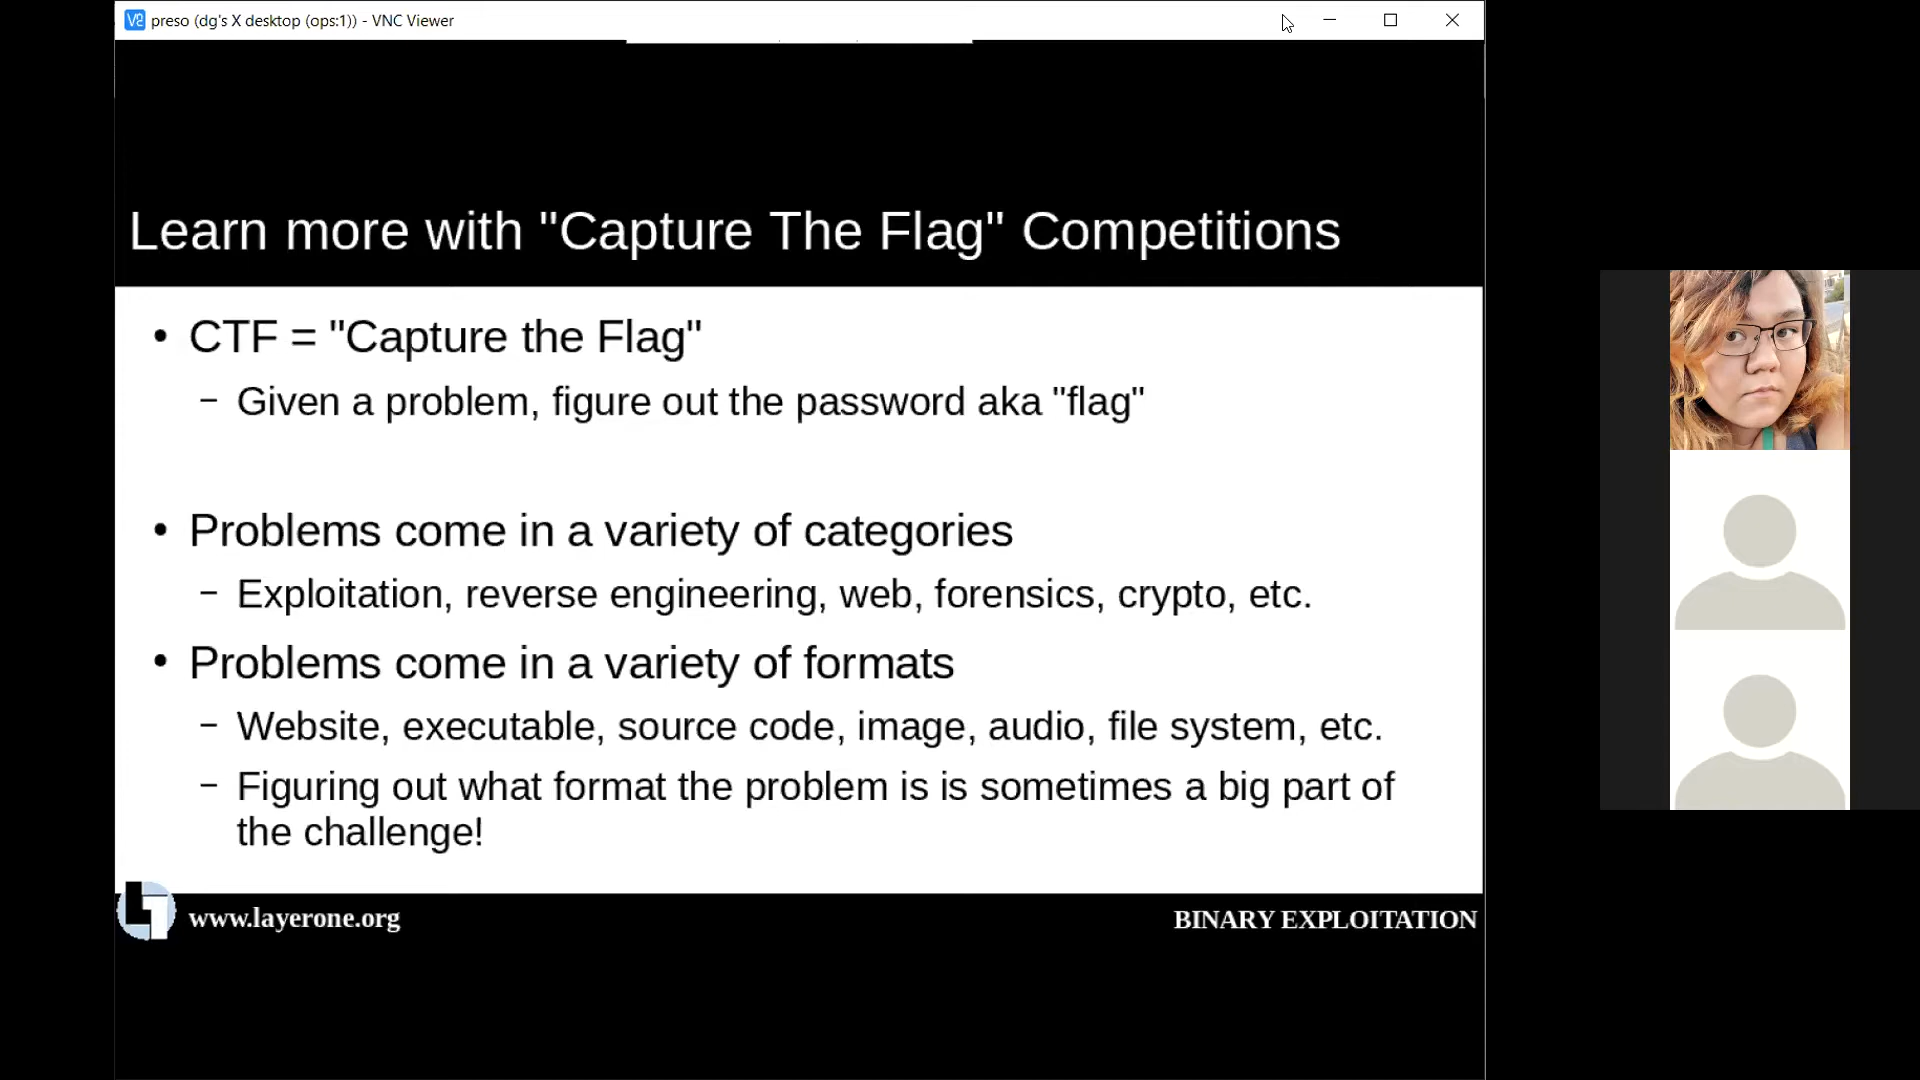 preso (dg's X desktop (ops:1)) - VNC Viewer
Learn more with "Capture The Flag" Competitions
• CTF = "Capture the Flag"
– Given a problem, figure out the password aka "flag"
• Problems come in a variety of categories
– Exploitation, reverse engineering, web, forensics, crypto, etc.
• Problems come in a variety of formats
– Website, executable, source code, image, audio, file system, etc.
– Figuring out what format the problem is is sometimes a big part of
the challenge!
www.layerone.org
BINARY EXPLOITATION